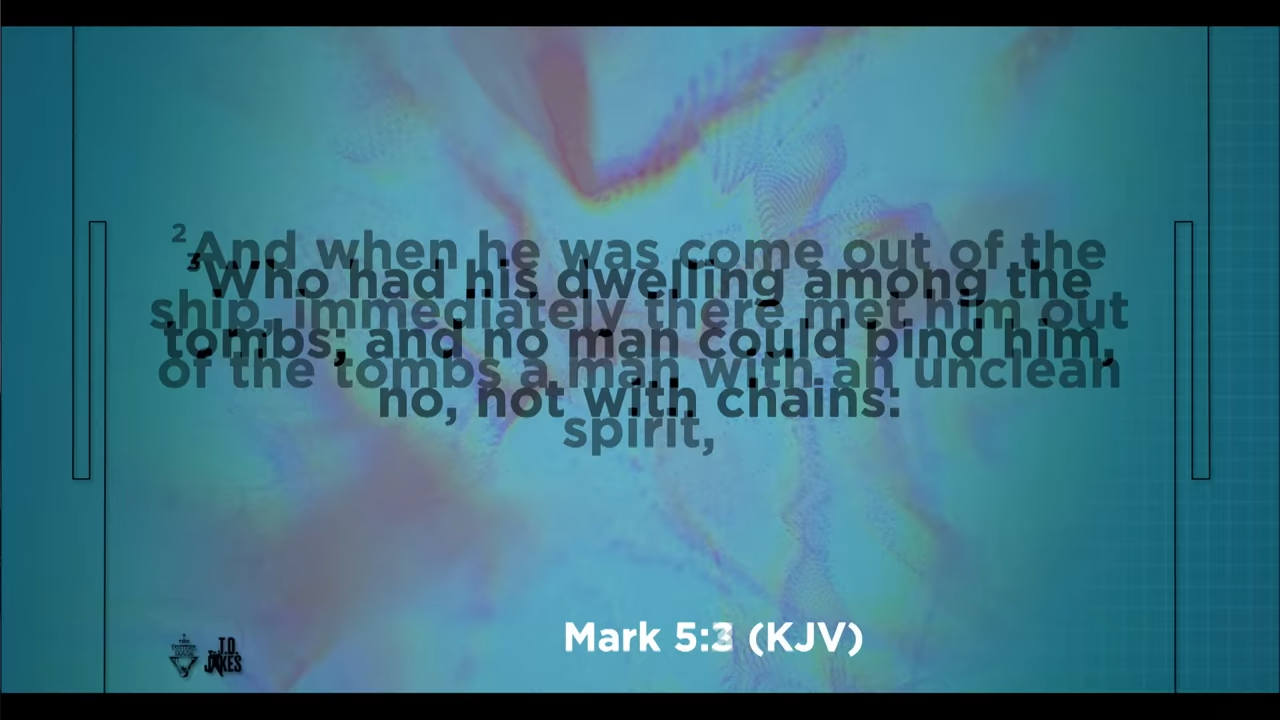 2 And when he was come out of the
ship, immediately there met him out
of the tombs a man with an unclean
spirit,
3 Who had his dwelling among the
tombs; and no man could bind him,
no, not with chains:
Mark 5:3 (KJV)
T.D.
JAKES